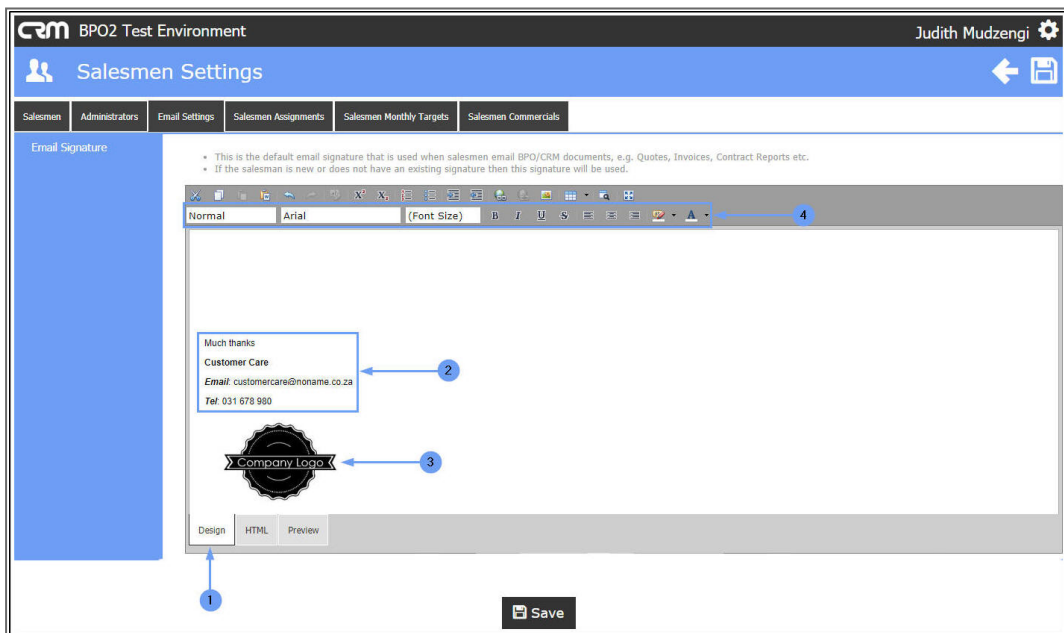 CRM BPO2 Test Environment Judith Mudzengi
Salesmen Settings
Salesmen Administrators Email Settings Salesmen Assignments Salesmen Monthly Targets Salesmen Commercials
Email Signature
• This is the default email signature that is used when salesmen email BPO/CRM documents, e.g. Quotes, Invoices, Contract Reports etc.
• If the salesman is new or does not have an existing signature then this signature will be used.
X² X₂
Normal Arial (Font Size) B I U S A 4
Much thanks
Customer Care
Email: customercare@noname.co.za
Tel: 031 678 980
2
Company Logo 3
Design HTML Preview
1
Save